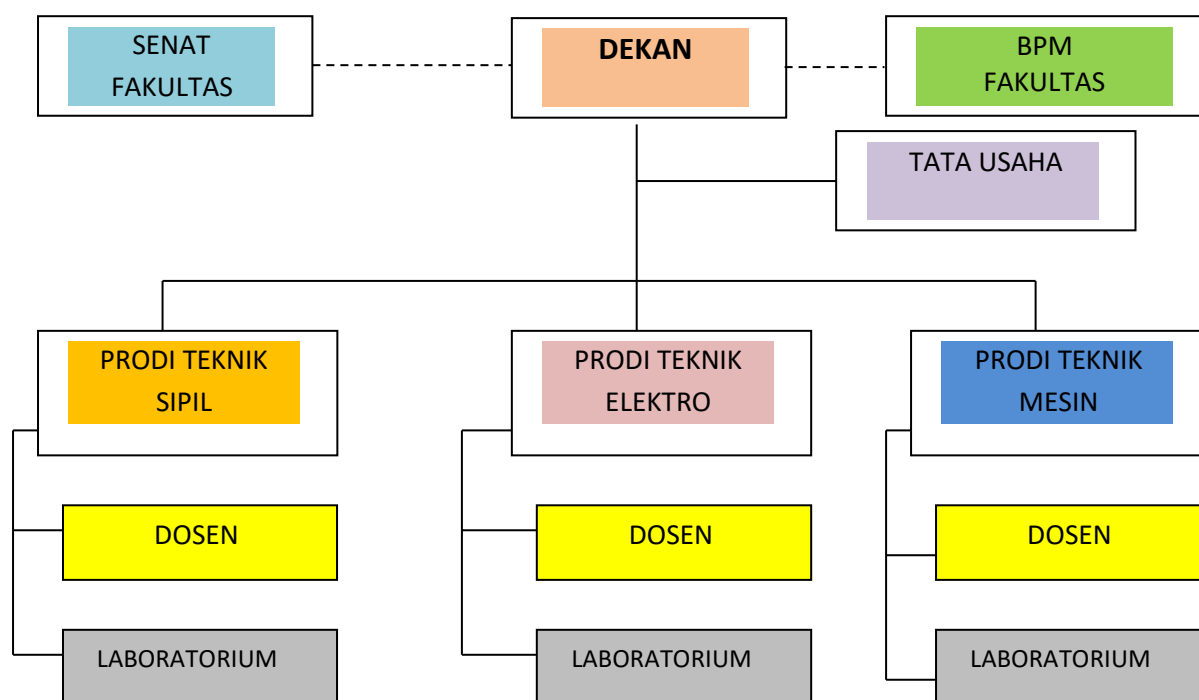 SENAT
FAKULTAS
DEKAN
BPM
FAKULTAS
TATA USAHA
PRODI TEKNIK
SIPIL
PRODI TEKNIK
ELEKTRO
PRODI TEKNIK
MESIN
DOSEN
DOSEN
DOSEN
LABORATORIUM
LABORATORIUM
LABORATORIUM